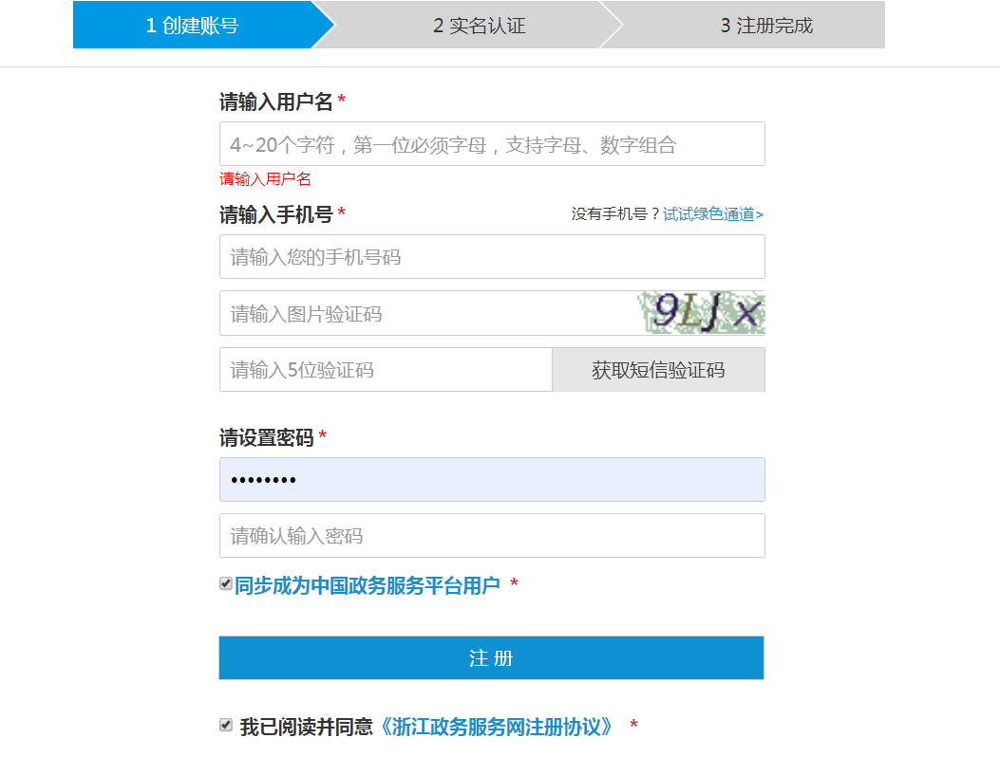 1 创建账号 2 实名认证 3 注册完成
请输入用户名 *
4~20个字符，第一位必须字母，支持字母、数字组合
请输入用户名
请输入手机号 * 没有手机号？试试绿色通道>
请输入您的手机号码
请输入图片验证码 9LJX
请输入5位验证码 获取短信验证码
请设置密码 *
••••••••
请确认输入密码
同步成为中国政务服务平台用户 *
注 册
我已阅读并同意《浙江政务服务网注册协议》 *